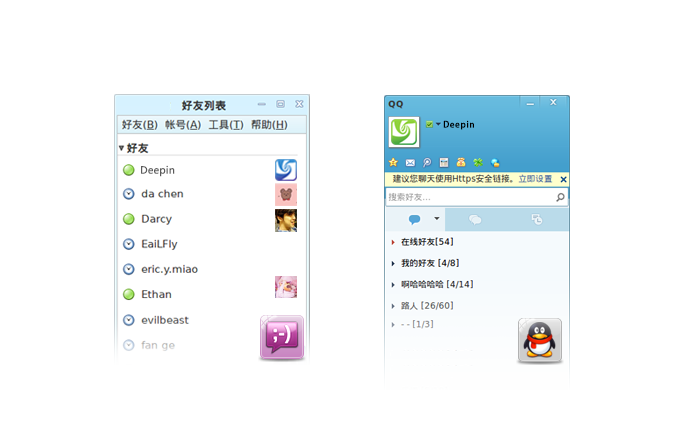 好友列表
好友(B) 帐号(A) 工具(T) 帮助(H)
好友
Deepin
da chen
Darcy
EaiLFly
eric.y.miao
Ethan
evilbeast
fan ge
;-)
QQ
Deepin
建议您聊天使用Https安全链接。立即设置
搜索好友...
在线好友[54]
我的好友 [4/8]
啊哈哈哈哈 [4/14]
路人 [26/60]
- - [1/3]